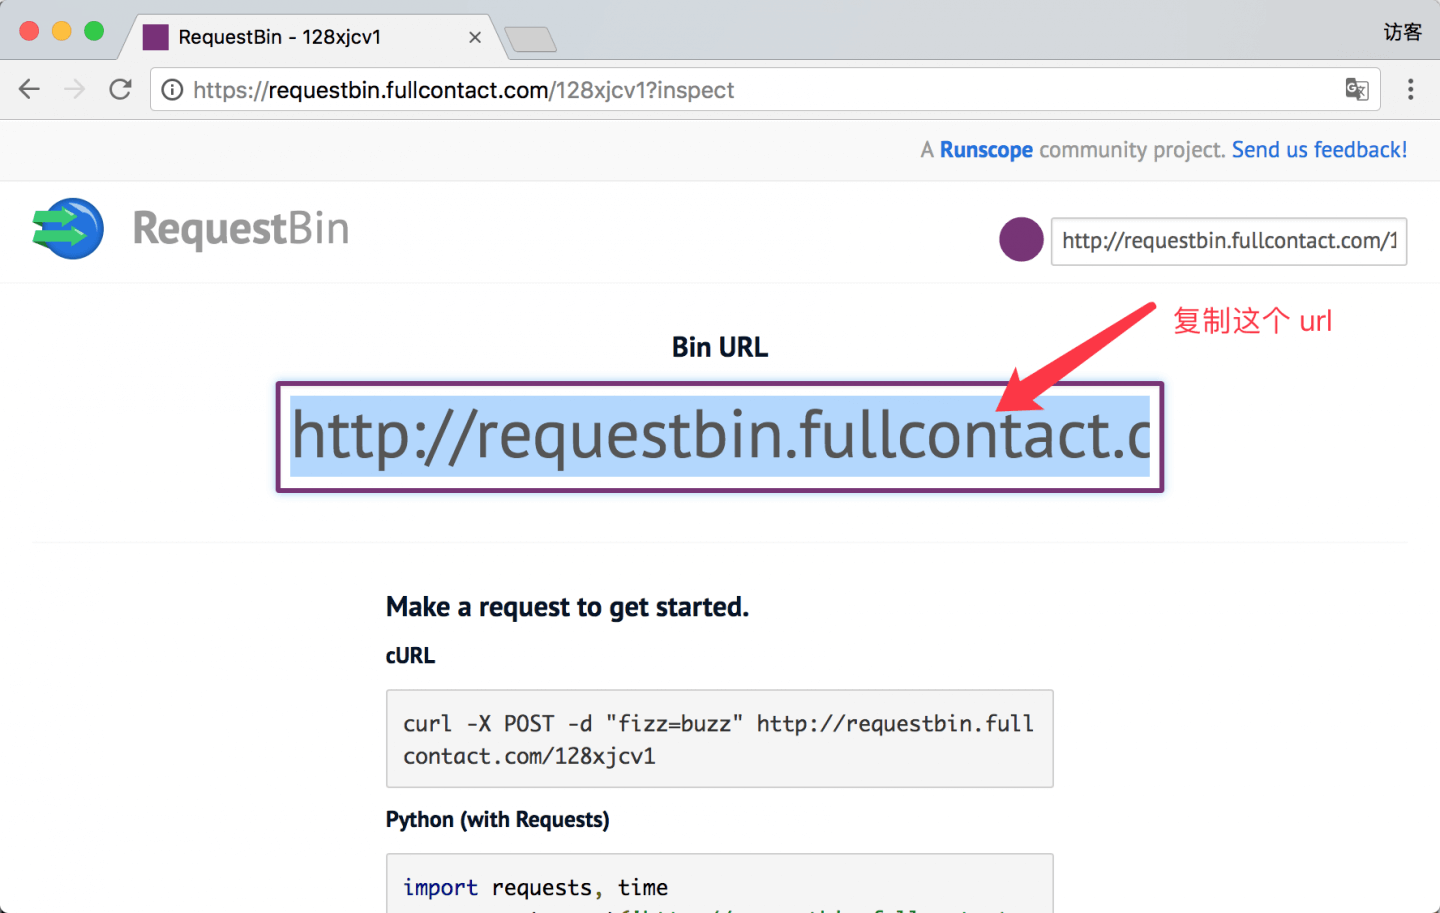 RequestBin - 128xjcv1
访客
https://requestbin.fullcontact.com/128xjcv1?inspect
A Runscope community project. Send us feedback!
RequestBin
http://requestbin.fullcontact.com/1
复制这个 url
Bin URL
http://requestbin.fullcontact.c
Make a request to get started.
cURL
curl -X POST -d "fizz=buzz" http://requestbin.full
contact.com/128xjcv1
Python (with Requests)
import requests, time